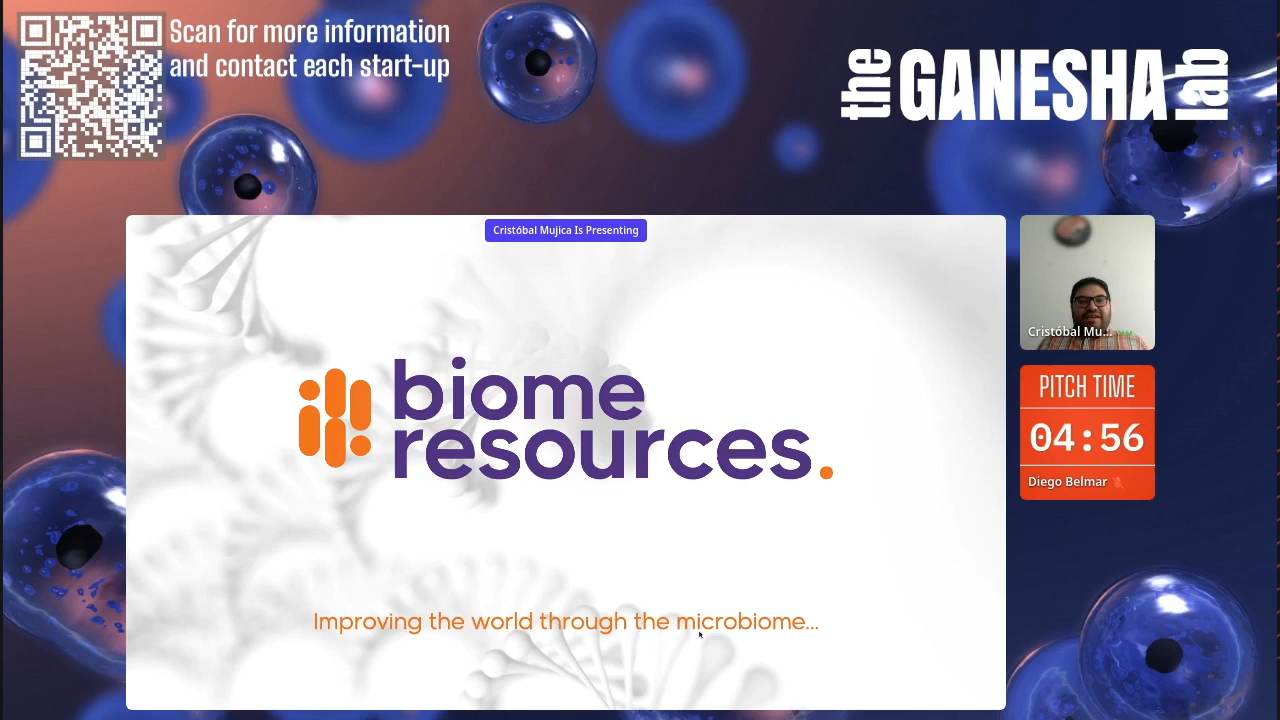 Scan for more information
and contact each start-up
the GANESHA lab
Cristóbal Mujica Is Presenting
biome
resources.
Improving the world through the microbiome...
Cristóbal Mu...
PITCH TIME
04:56
Diego Belmar